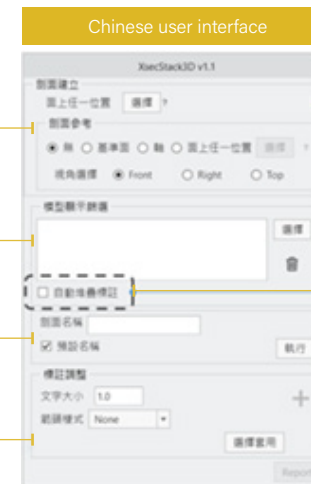 Chinese user interface
XsecStack3D v1.1
剖面建立
面上任一位置 選擇 ?
剖面參考
無 基準面 軸 面上任一位置 選擇 ?
視角選擇 Front Right Top
模型顯示篩選
選擇
自動堆疊標註
剖面名稱
預設名稱 執行
標註調整
文字大小 1.0
箭頭樣式 None
選擇套用
Report